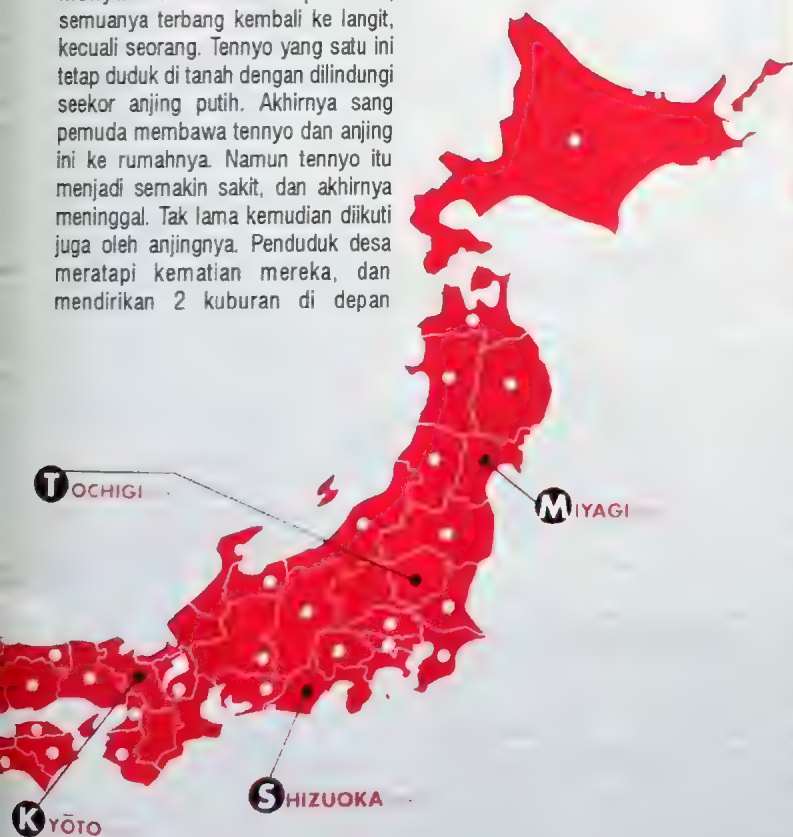 semuanya terbang kembali ke langit,
kecuali seorang. Tennyo yang satu ini
tetap duduk di tanah dengan dilindungi
seekor anjing putih. Akhirnya sang
pemuda membawa tennyo dan anjing
ini ke rumahnya. Namun tennyo itu
menjadi semakin sakit, dan akhirnya
meninggal. Tak lama kemudian diikuti
juga oleh anjingnya. Penduduk desa
meratapi kematian mereka, dan
mendirikan 2 kuburan di depan
TOCHIGI
MIYAGI
SHIZUOKA
KYŌTO